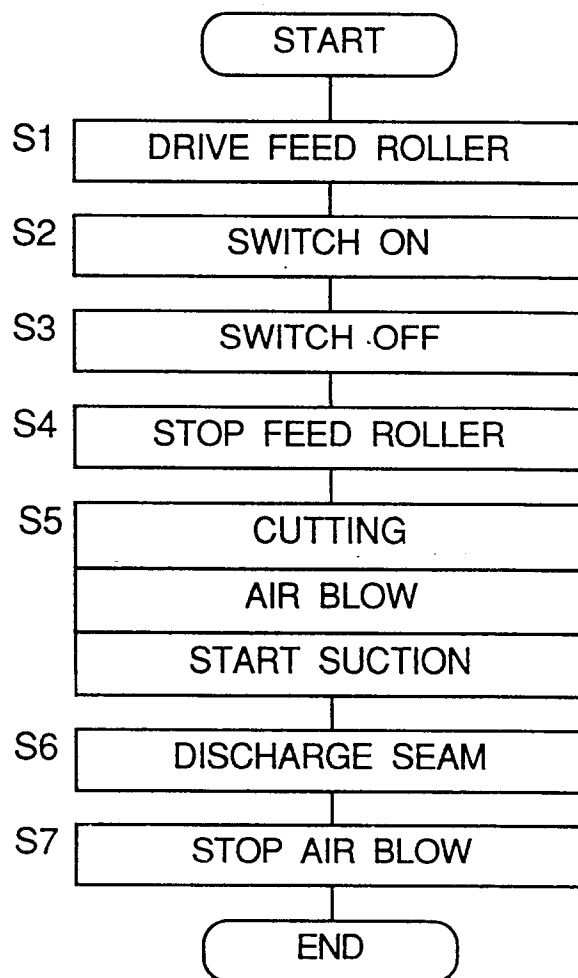 START
S1 DRIVE FEED ROLLER
S2 SWITCH ON
S3 SWITCH OFF
S4 STOP FEED ROLLER
S5 CUTTING
AIR BLOW
START SUCTION
S6 DISCHARGE SEAM
S7 STOP AIR BLOW
END